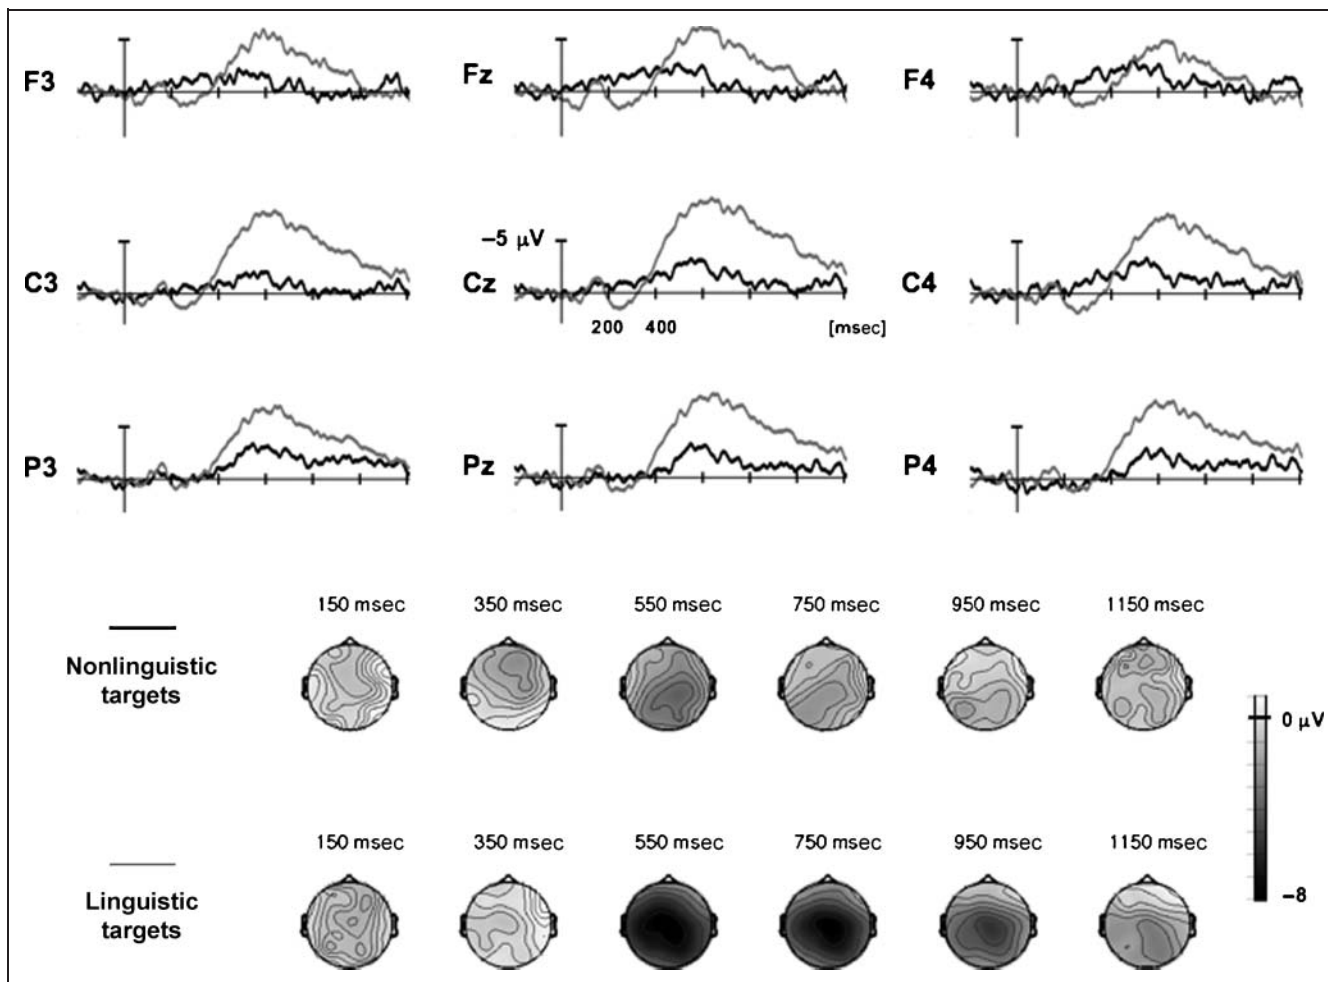 F3
Fz
F4
−5 μV
C3
Cz
C4
200 400 [msec]
P3
Pz
P4
150 msec 350 msec 550 msec 750 msec 950 msec 1150 msec
Nonlinguistic
targets
0 μV
150 msec 350 msec 550 msec 750 msec 950 msec 1150 msec
−8
Linguistic
targets